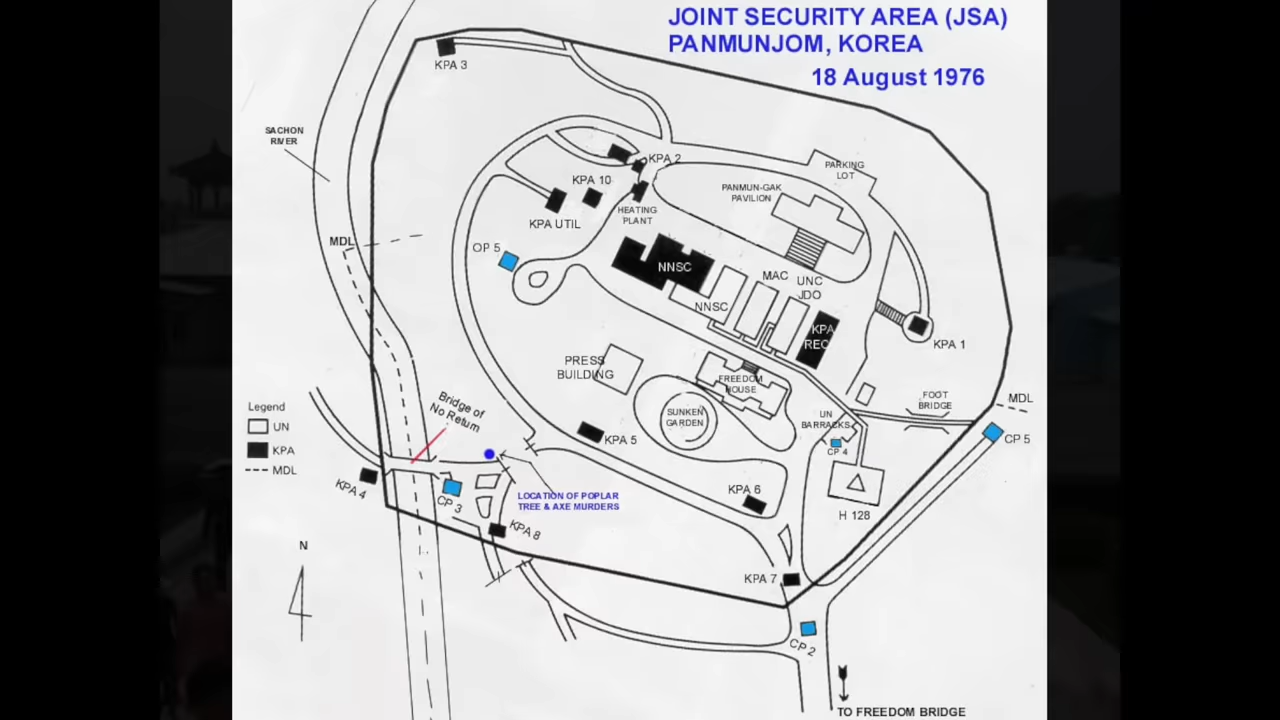 JOINT SECURITY AREA (JSA)
PANMUNJOM, KOREA
18 August 1976
KPA 3
SACHON
RIVER
KPA 2
PARKING
LOT
KPA 10
PANMUN-GAK
PAVILION
HEATING
PLANT
KPA UTIL
MDL
OP 5
NNSC
MAC
UNC
JDO
NNSC
KPA
REC
KPA 1
PRESS
BUILDING
FREEDOM
HOUSE
FOOT
BRIDGE
MDL
Legend
UN
KPA
MDL
Bridge of
No Return
SUNKEN
GARDEN
UN
BARRACKS
CP 4
CP 5
KPA 5
KPA 4
CP 3
LOCATION OF POPLAR
TREE & AXE MURDERS
KPA 6
H 128
KPA 8
N
KPA 7
CP 2
TO FREEDOM BRIDGE